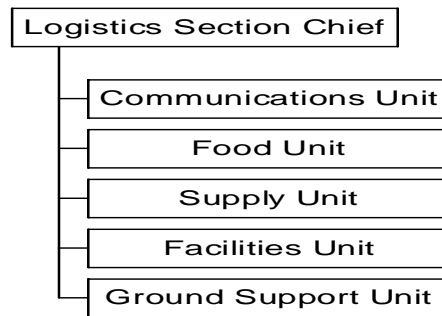 Logistics Section Chief
Communications Unit
Food Unit
Supply Unit
Facilities Unit
Ground Support Unit